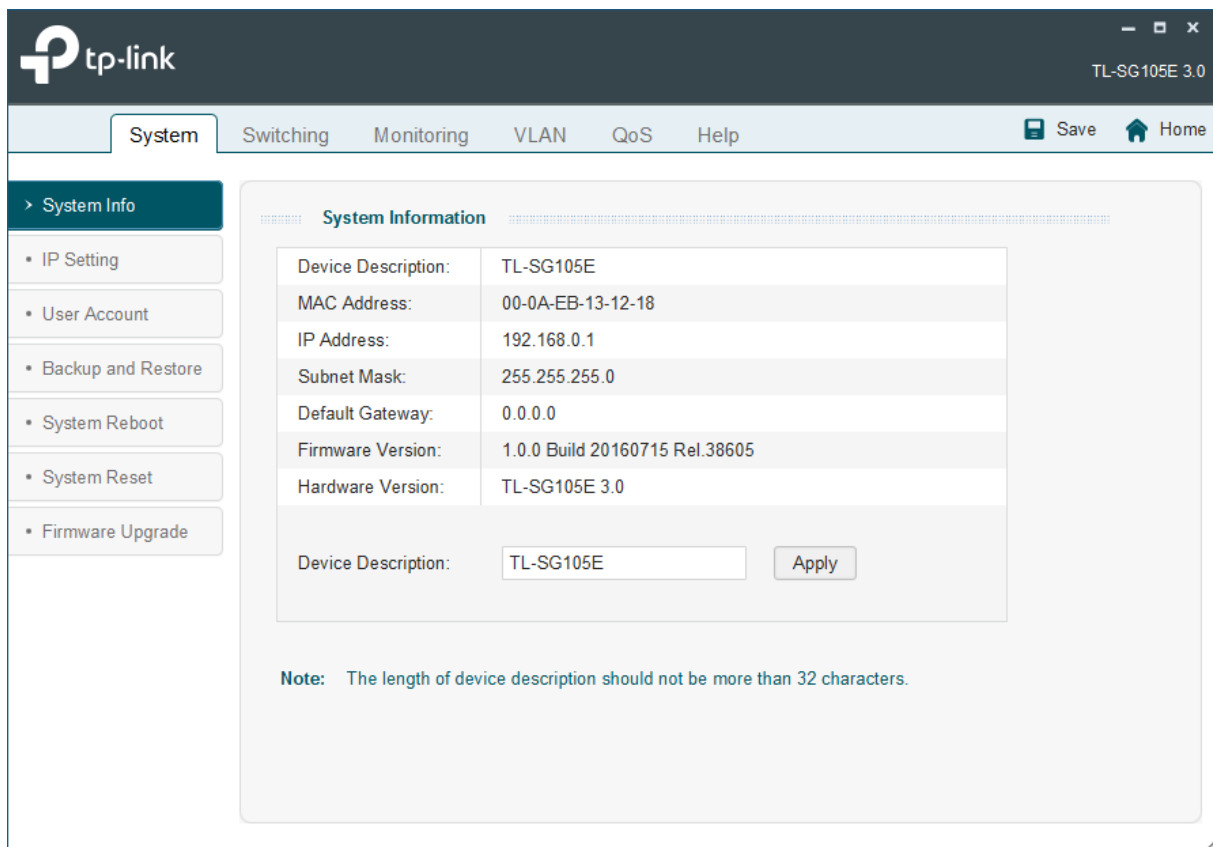 tp-link
TL-SG105E 3.0
System Switching Monitoring VLAN QoS Help Save Home
> System Info
• IP Setting
• User Account
• Backup and Restore
• System Reboot
• System Reset
• Firmware Upgrade
System Information
Device Description: TL-SG105E
MAC Address: 00-0A-EB-13-12-18
IP Address: 192.168.0.1
Subnet Mask: 255.255.255.0
Default Gateway: 0.0.0.0
Firmware Version: 1.0.0 Build 20160715 Rel.38605
Hardware Version: TL-SG105E 3.0
Device Description: TL-SG105E Apply
Note: The length of device description should not be more than 32 characters.